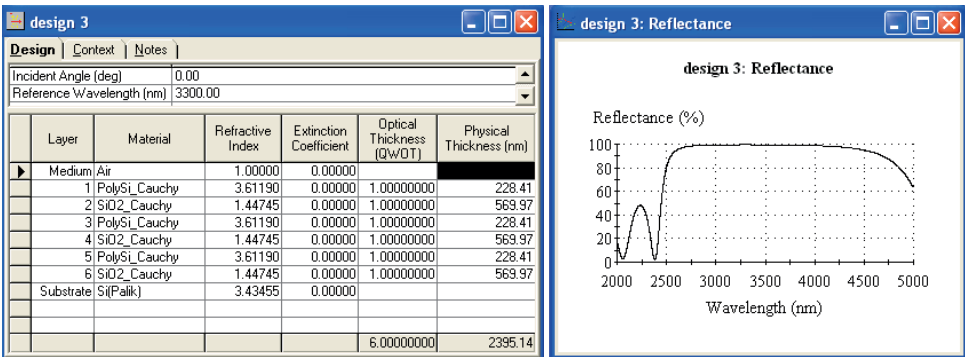 design 3
Design Context Notes
Incident Angle (deg) 0.00
Reference Wavelength (nm) 3300.00
Layer Material Refractive Index Extinction Coefficient Optical Thickness (QWOT) Physical Thickness (nm)
Medium Air 1.00000 0.00000
1 PolySi_Cauchy 3.61190 0.00000 1.00000000 228.41
2 SiO2_Cauchy 1.44745 0.00000 1.00000000 569.97
3 PolySi_Cauchy 3.61190 0.00000 1.00000000 228.41
4 SiO2_Cauchy 1.44745 0.00000 1.00000000 569.97
5 PolySi_Cauchy 3.61190 0.00000 1.00000000 228.41
6 SiO2_Cauchy 1.44745 0.00000 1.00000000 569.97
Substrate Si(Palik) 3.43455 0.00000
6.00000000 2395.14
design 3: Reflectance
design 3: Reflectance
Reflectance (%)
100
80
60
40
20
0
2000 2500 3000 3500 4000 4500 5000
Wavelength (nm)